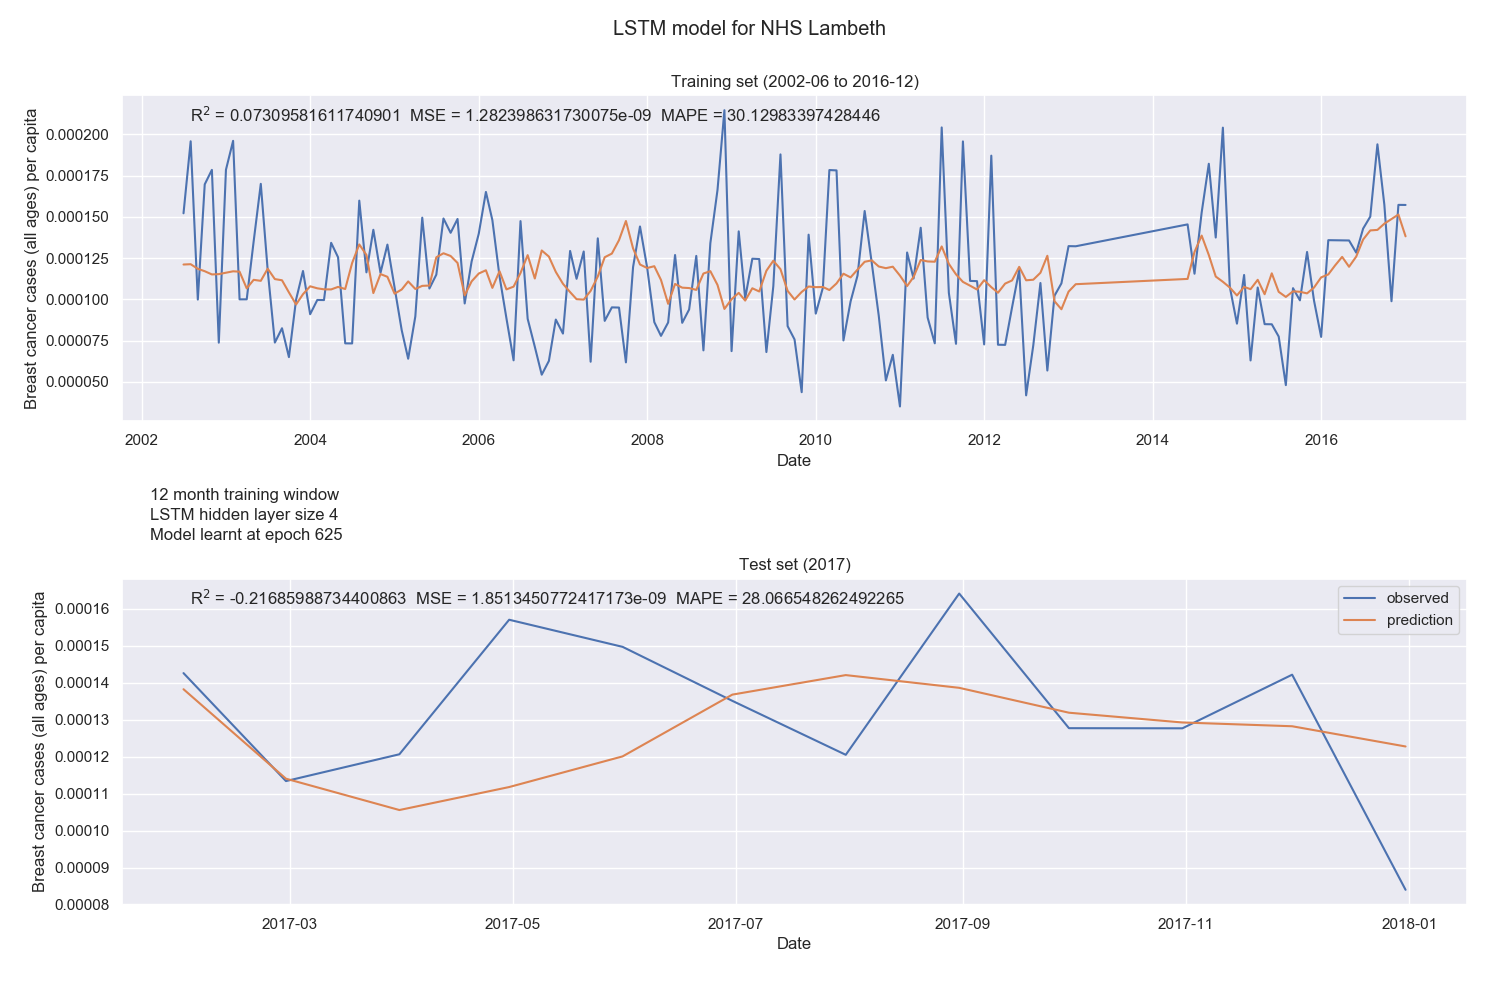 LSTM model for NHS Lambeth
Training set (2002-06 to 2016-12)
R² = 0.07309581611740901 MSE = 1.282398631730075e-09 MAPE = 30.12983397428446
Breast cancer cases (all ages) per capita
0.000200
0.000175
0.000150
0.000125
0.000100
0.000075
0.000050
2002 2004 2006 2008 2010 2012 2014 2016
Date
12 month training window
LSTM hidden layer size 4
Model learnt at epoch 625
Test set (2017)
R² = -0.21685988734400863 MSE = 1.8513450772417173e-09 MAPE = 28.066548262492265
observed
prediction
Breast cancer cases (all ages) per capita
0.00016
0.00015
0.00014
0.00013
0.00012
0.00011
0.00010
0.00009
0.00008
2017-03 2017-05 2017-07 2017-09 2017-11 2018-01
Date